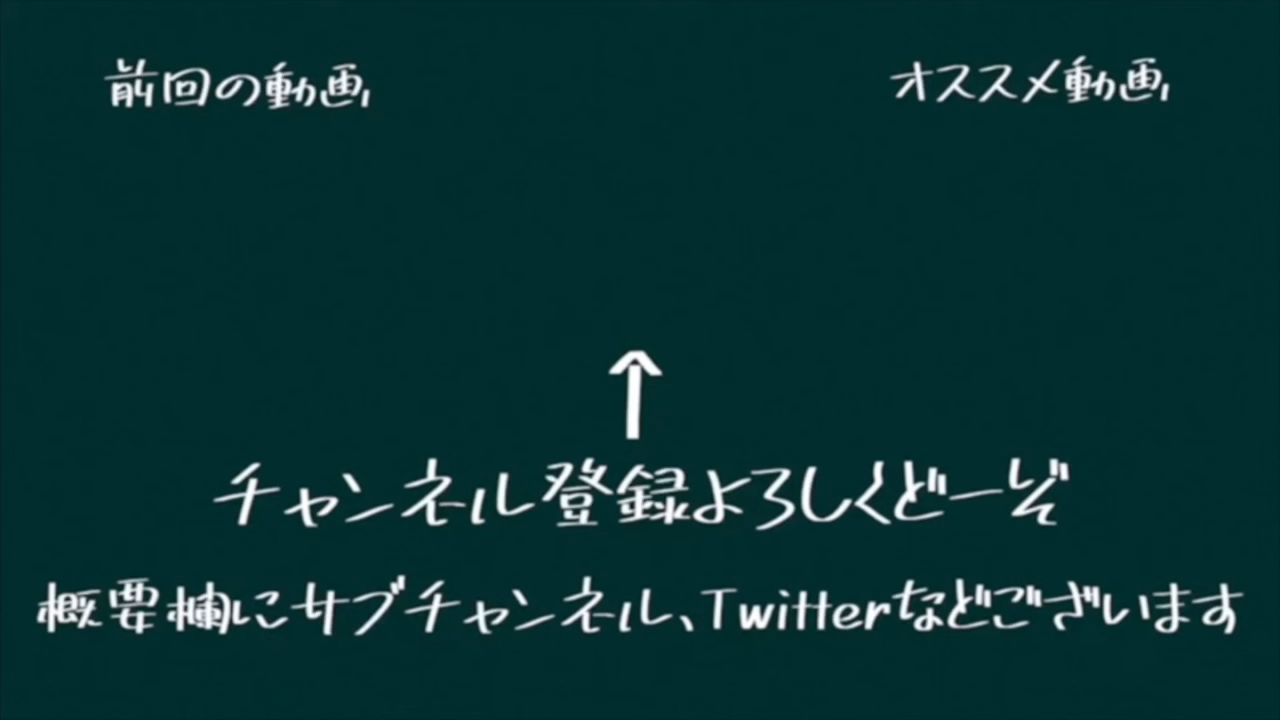 前回の動画
オススメ動画
↑
チャンネル登録よろしくどーぞ
概要欄にサブチャンネル、Twitterなどございます